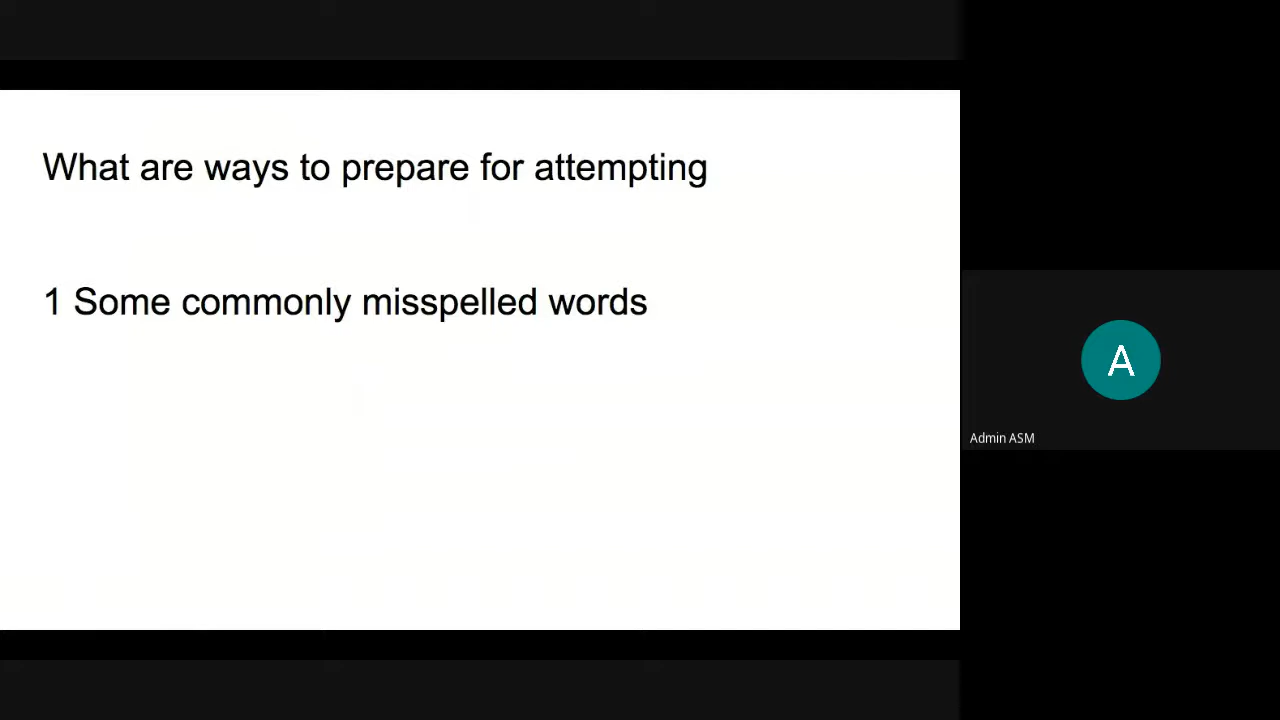 What are ways to prepare for attempting
1 Some commonly misspelled words
A
Admin ASM